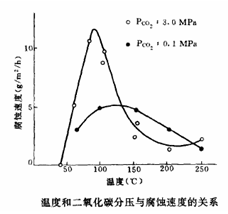 ○ Pco₂=3.0 MPa
● Pco₂=0.1 MPa
腐蚀速度(g/m²/h)
10
5
0
0 50 100 150 200 250
温度(℃)
温度和二氧化碳分压与腐蚀速度的关系